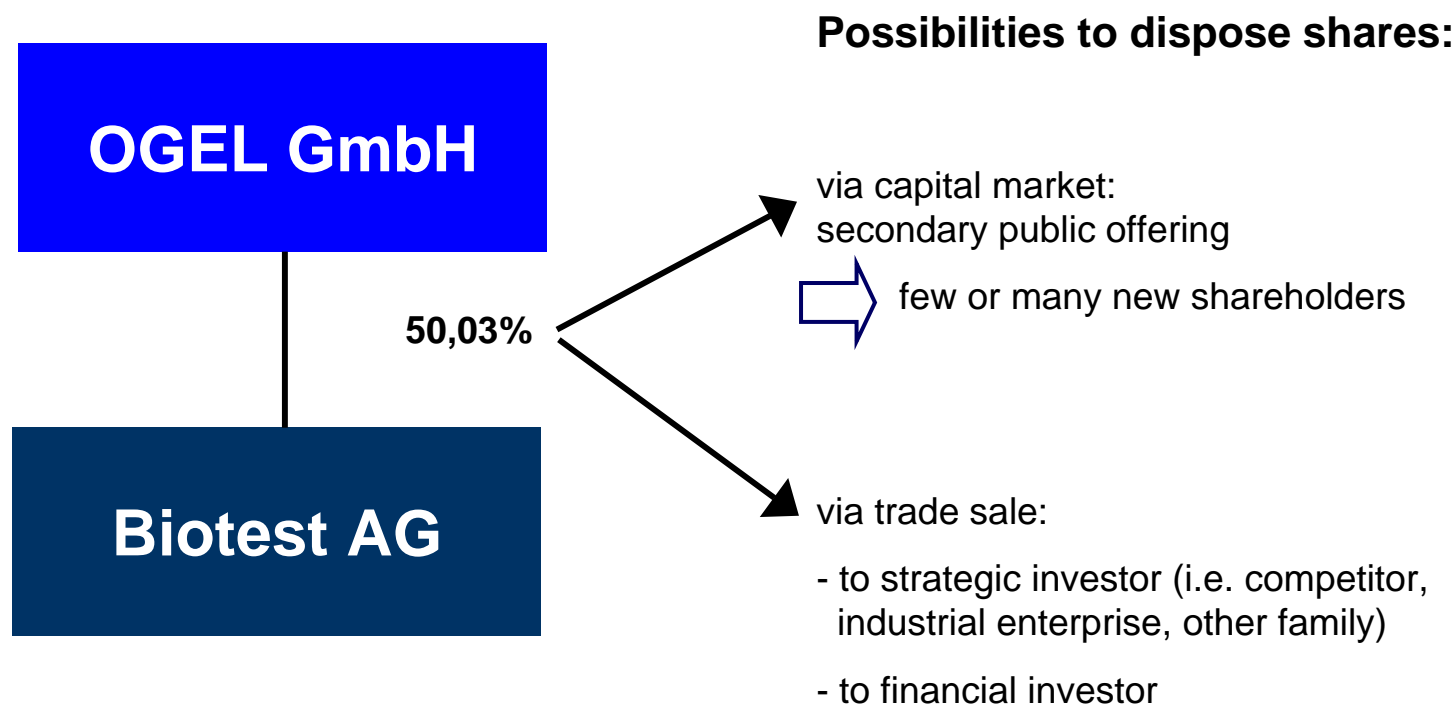 Possibilities to dispose shares:
OGEL GmbH
via capital market:
secondary public offering
few or many new shareholders
50,03%
Biotest AG
via trade sale:
- to strategic investor (i.e. competitor,
industrial enterprise, other family)
- to financial investor